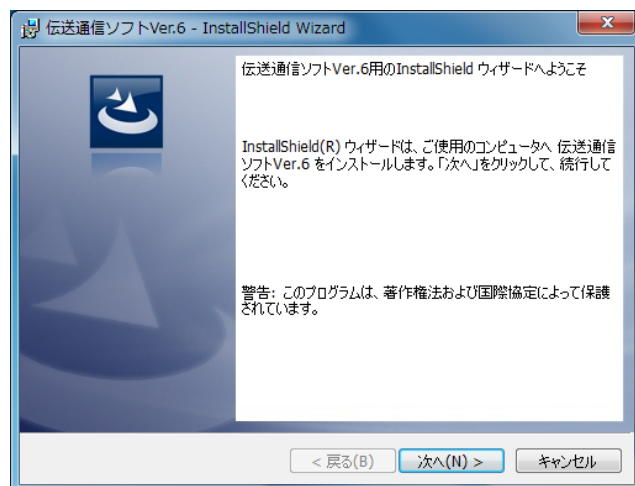 伝送通信ソフトVer.6 - InstallShield Wizard
伝送通信ソフトVer.6用のInstallShield ウィザードへようこそ
InstallShield(R) ウィザードは、ご使用のコンピュータへ 伝送通信
ソフトVer.6 をインストールします。「次へ」をクリックして、続行して
ください。
警告: このプログラムは、著作権法および国際協定によって保護
されています。
< 戻る(B) 次へ(N) > キャンセル